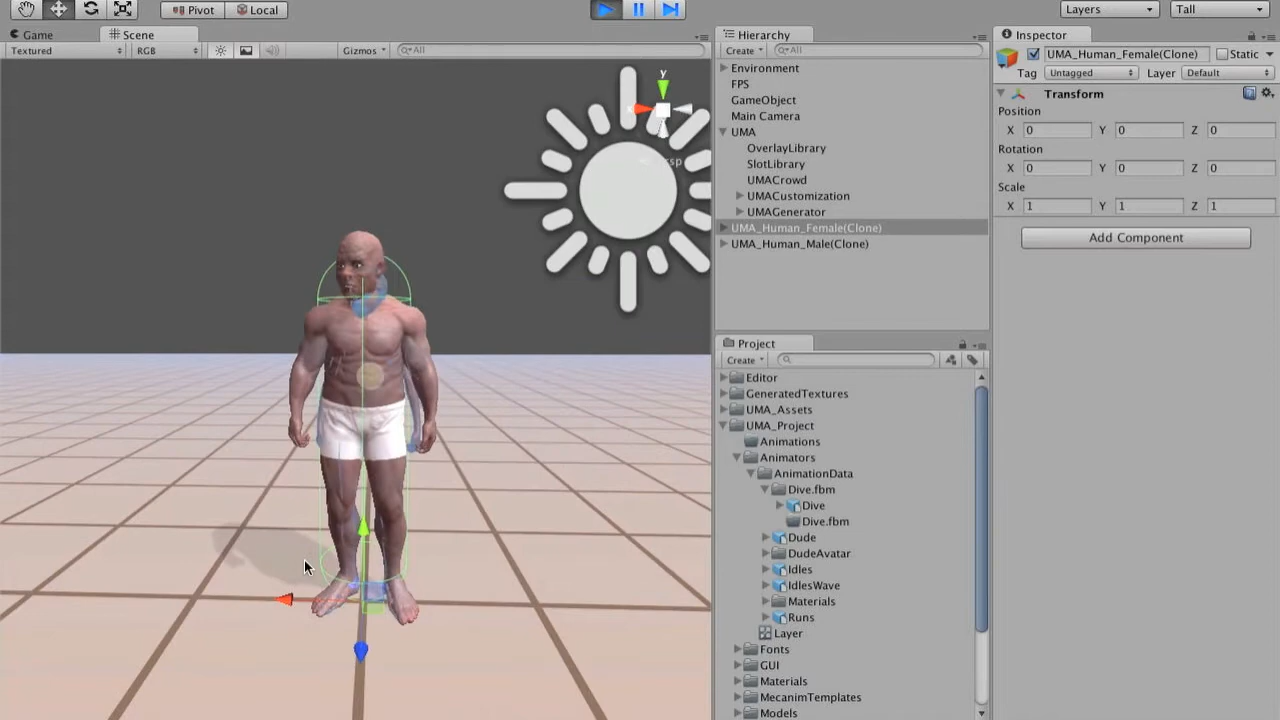 Pivot Local Layers Tall
Game Scene
Textured RGB Gizmos All
y
x
Persp
Hierarchy
Create All
Environment
FPS
GameObject
Main Camera
UMA
OverlayLibrary
SlotLibrary
UMACrowd
UMACustomization
UMAGenerator
UMA_Human_Female(Clone)
UMA_Human_Male(Clone)
Project
Create
Editor
GeneratedTextures
UMA_Assets
UMA_Project
Animations
Animators
AnimationData
Dive.fbm
Dive
Dive.fbm
Dude
DudeAvatar
Idles
IdlesWave
Materials
Runs
Layer
Fonts
GUI
Materials
MecanimTemplates
Models
Inspector
UMA_Human_Female(Clone) Static
Tag Untagged Layer Default
Transform
Position
X 0 Y 0 Z 0
Rotation
X 0 Y 0 Z 0
Scale
X 1 Y 1 Z 1
Add Component